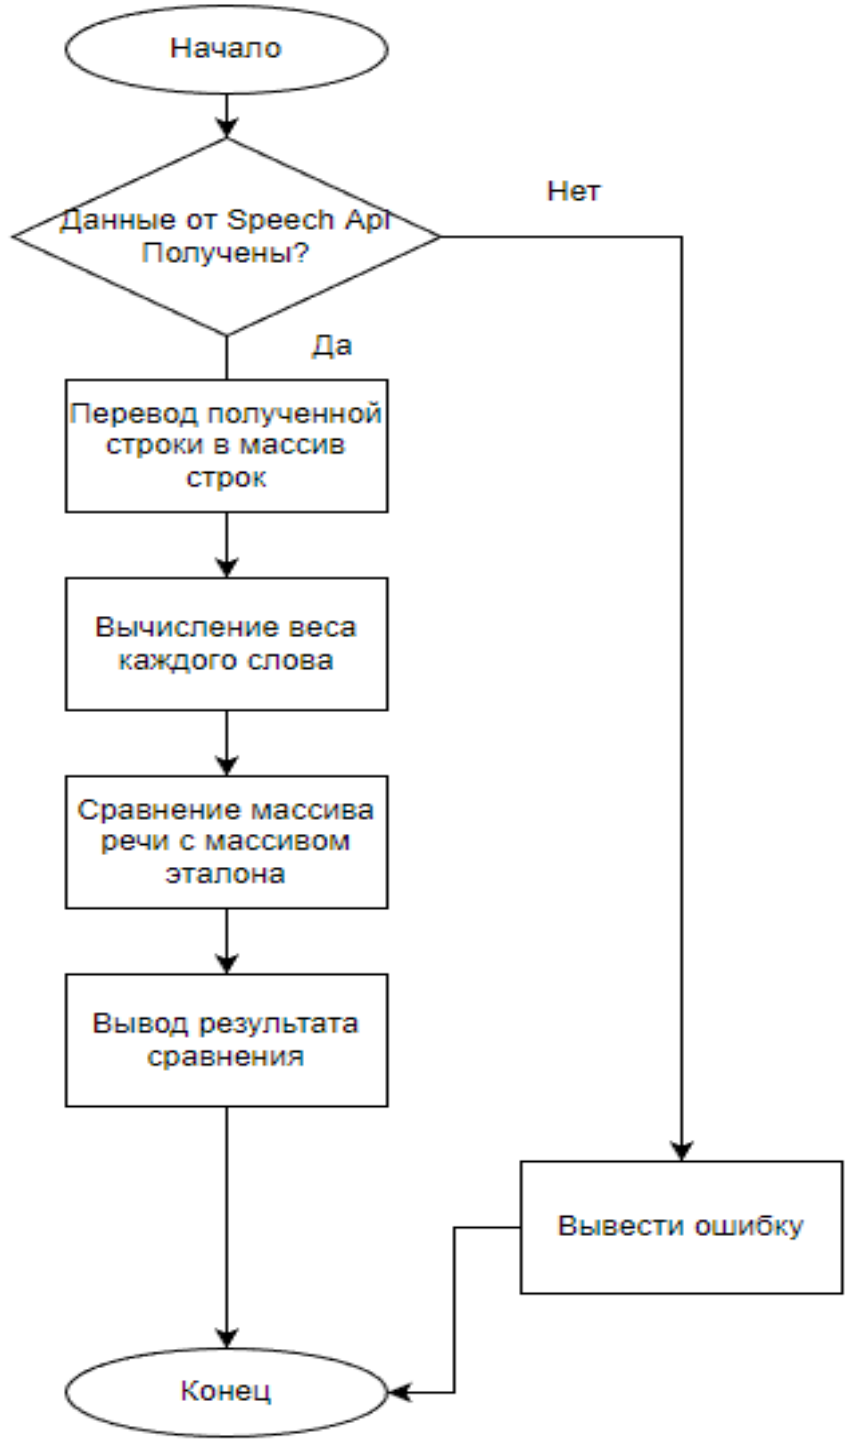 Начало
Данные от Speech Api
Получены?
Нет
Да
Перевод полученной
строки в массив
строк
Вычисление веса
каждого слова
Сравнение массива
речи с массивом
эталона
Вывод результата
сравнения
Вывести ошибку
Конец